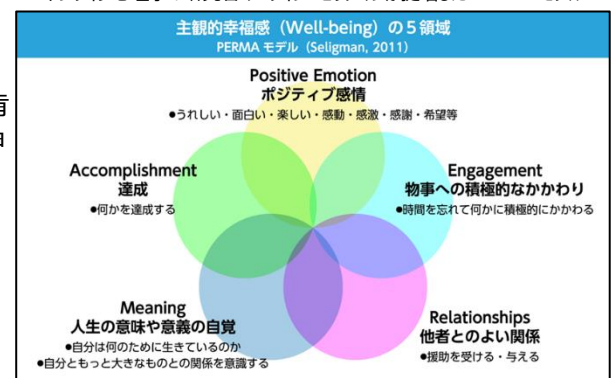 主観的幸福感（Well-being）の５領域
PERMA モデル（Seligman, 2011）
Positive Emotion
ポジティブ感情
●うれしい・面白い・楽しい・感動・感激・感謝・希望等
Accomplishment
達成
●何かを達成する
Engagement
物事への積極的なかかわり
●時間を忘れて何かに積極的にかかわる
Meaning
人生の意味や意義の自覚
●自分は何のために生きているのか
●自分ともっと大きなものとの関係を意識する
Relationships
他者とのよい関係
●援助を受ける・与える